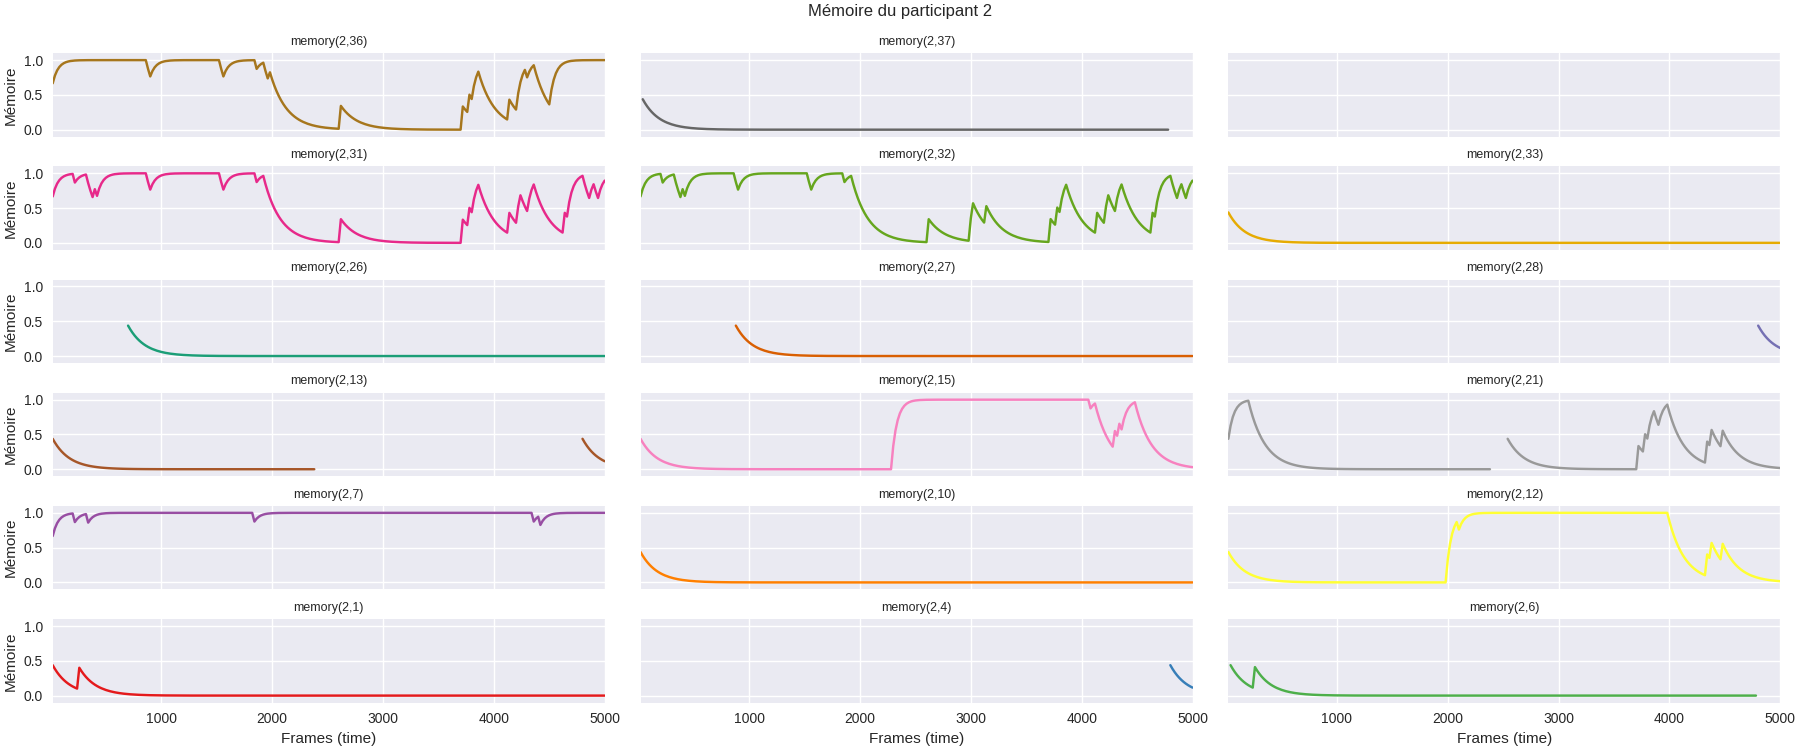 Mémoire du participant 2
memory(2,36)
memory(2,37)
Mémoire
1.0
0.5
0.0
memory(2,31)
memory(2,32)
memory(2,33)
Mémoire
1.0
0.5
0.0
memory(2,26)
memory(2,27)
memory(2,28)
Mémoire
1.0
0.5
0.0
memory(2,13)
memory(2,15)
memory(2,21)
Mémoire
1.0
0.5
0.0
memory(2,7)
memory(2,10)
memory(2,12)
Mémoire
1.0
0.5
0.0
memory(2,1)
memory(2,4)
memory(2,6)
Mémoire
1.0
0.5
0.0
1000 2000 3000 4000 5000
1000 2000 3000 4000 5000
1000 2000 3000 4000 5000
Frames (time)
Frames (time)
Frames (time)